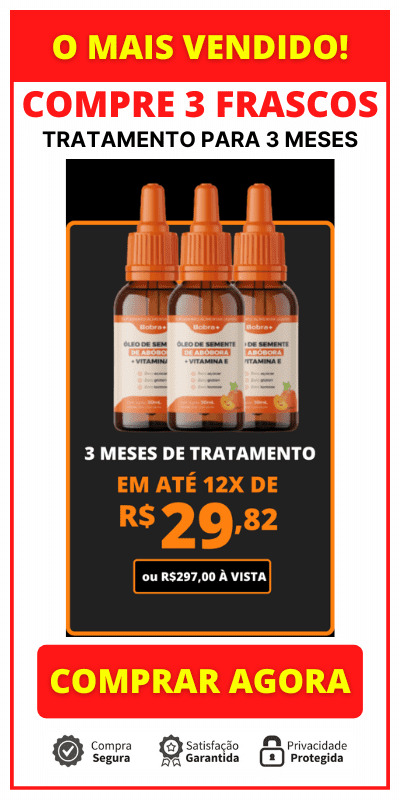 O MAIS VENDIDO!
COMPRE 3 FRASCOS
TRATAMENTO PARA 3 MESES
Bobra+ Bobra+ Bobra+
ÓLEO DE SEMENTE
DE ABÓBORA
+ VITAMINA E
3 MESES DE TRATAMENTO
EM ATÉ 12X DE
R$ 29,82
ou R$297,00 À VISTA
COMPRAR AGORA
Compra
Segura
Satisfação
Garantida
Privacidade
Protegida